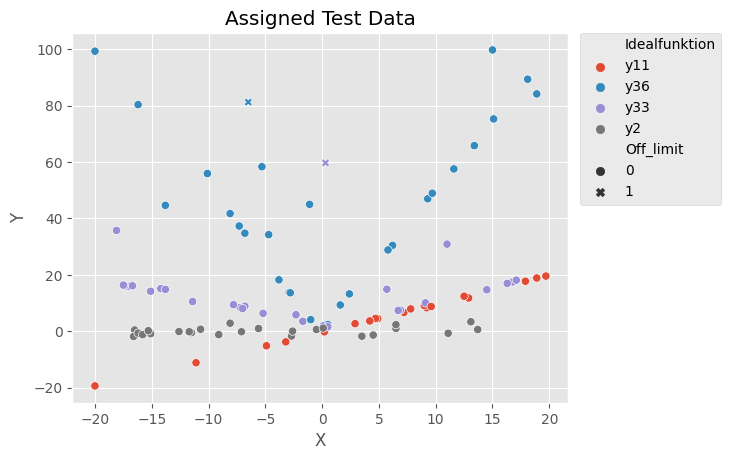 Assigned Test Data
Idealfunktion
y11
y36
y33
y2
Off_limit
0
1
100
80
60
40
20
0
−20
Y
−20 −15 −10 −5 0 5 10 15 20
X